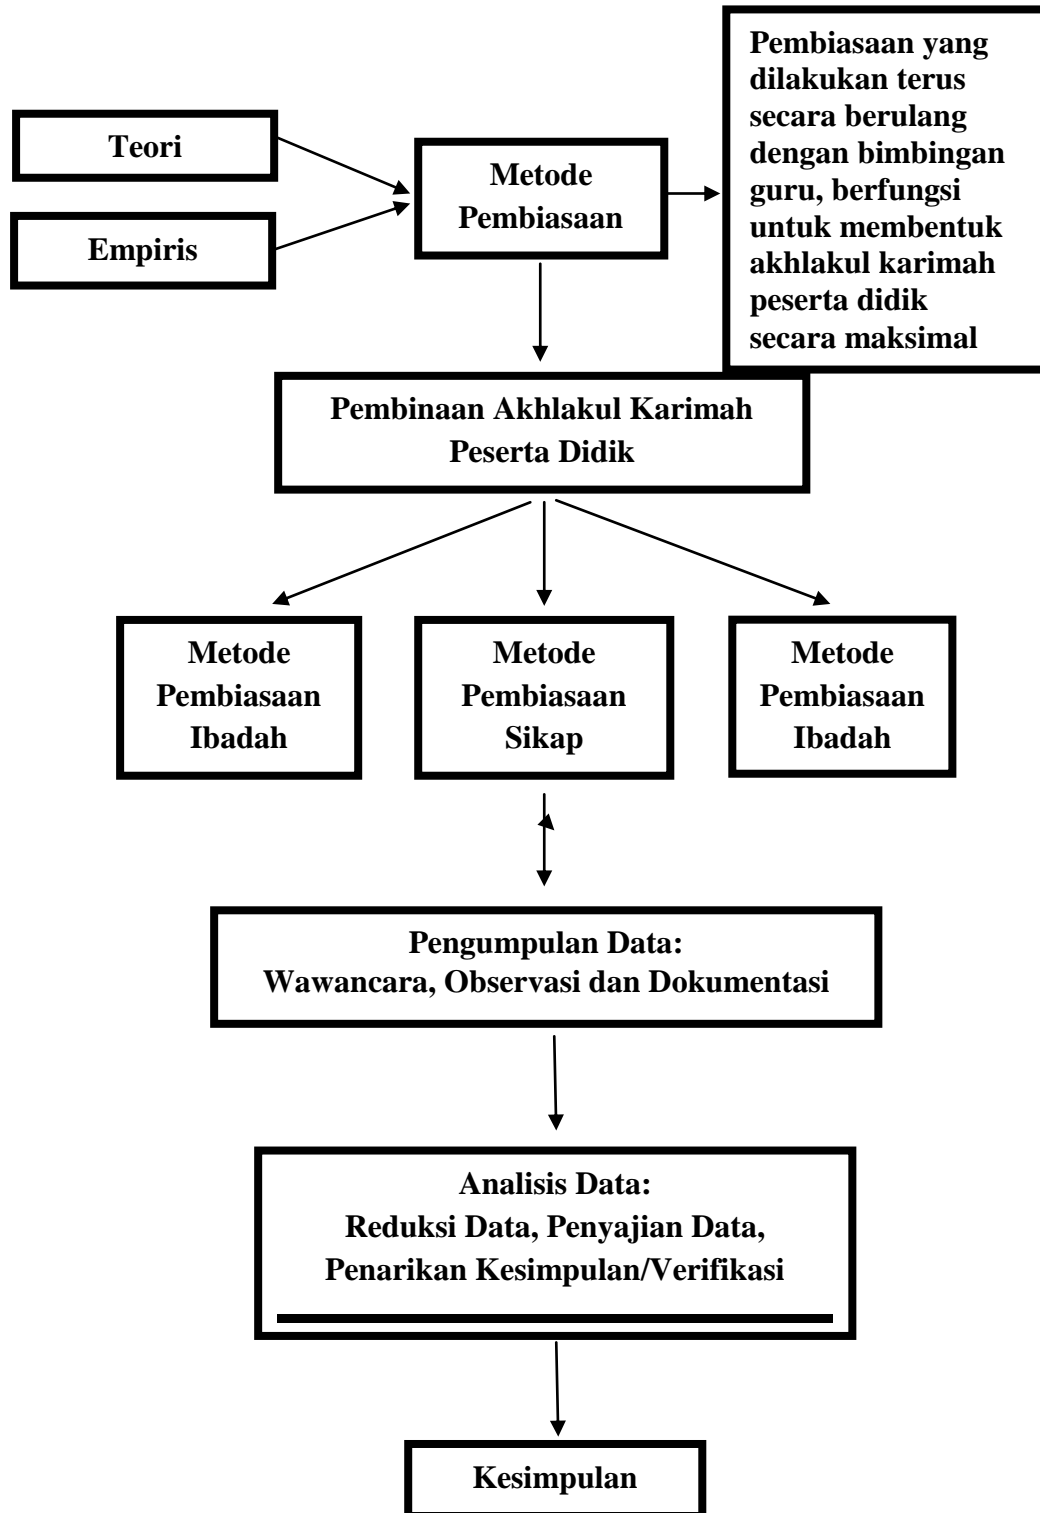 Teori
Empiris
Metode
Pembiasaan
Pembiasaan yang
dilakukan terus
secara berulang
dengan bimbingan
guru, berfungsi
untuk membentuk
akhlakul karimah
peserta didik
secara maksimal
Pembinaan Akhlakul Karimah
Peserta Didik
Metode
Pembiasaan
Ibadah
Metode
Pembiasaan
Sikap
Metode
Pembiasaan
Ibadah
Pengumpulan Data:
Wawancara, Observasi dan Dokumentasi
Analisis Data:
Reduksi Data, Penyajian Data,
Penarikan Kesimpulan/Verifikasi
Kesimpulan